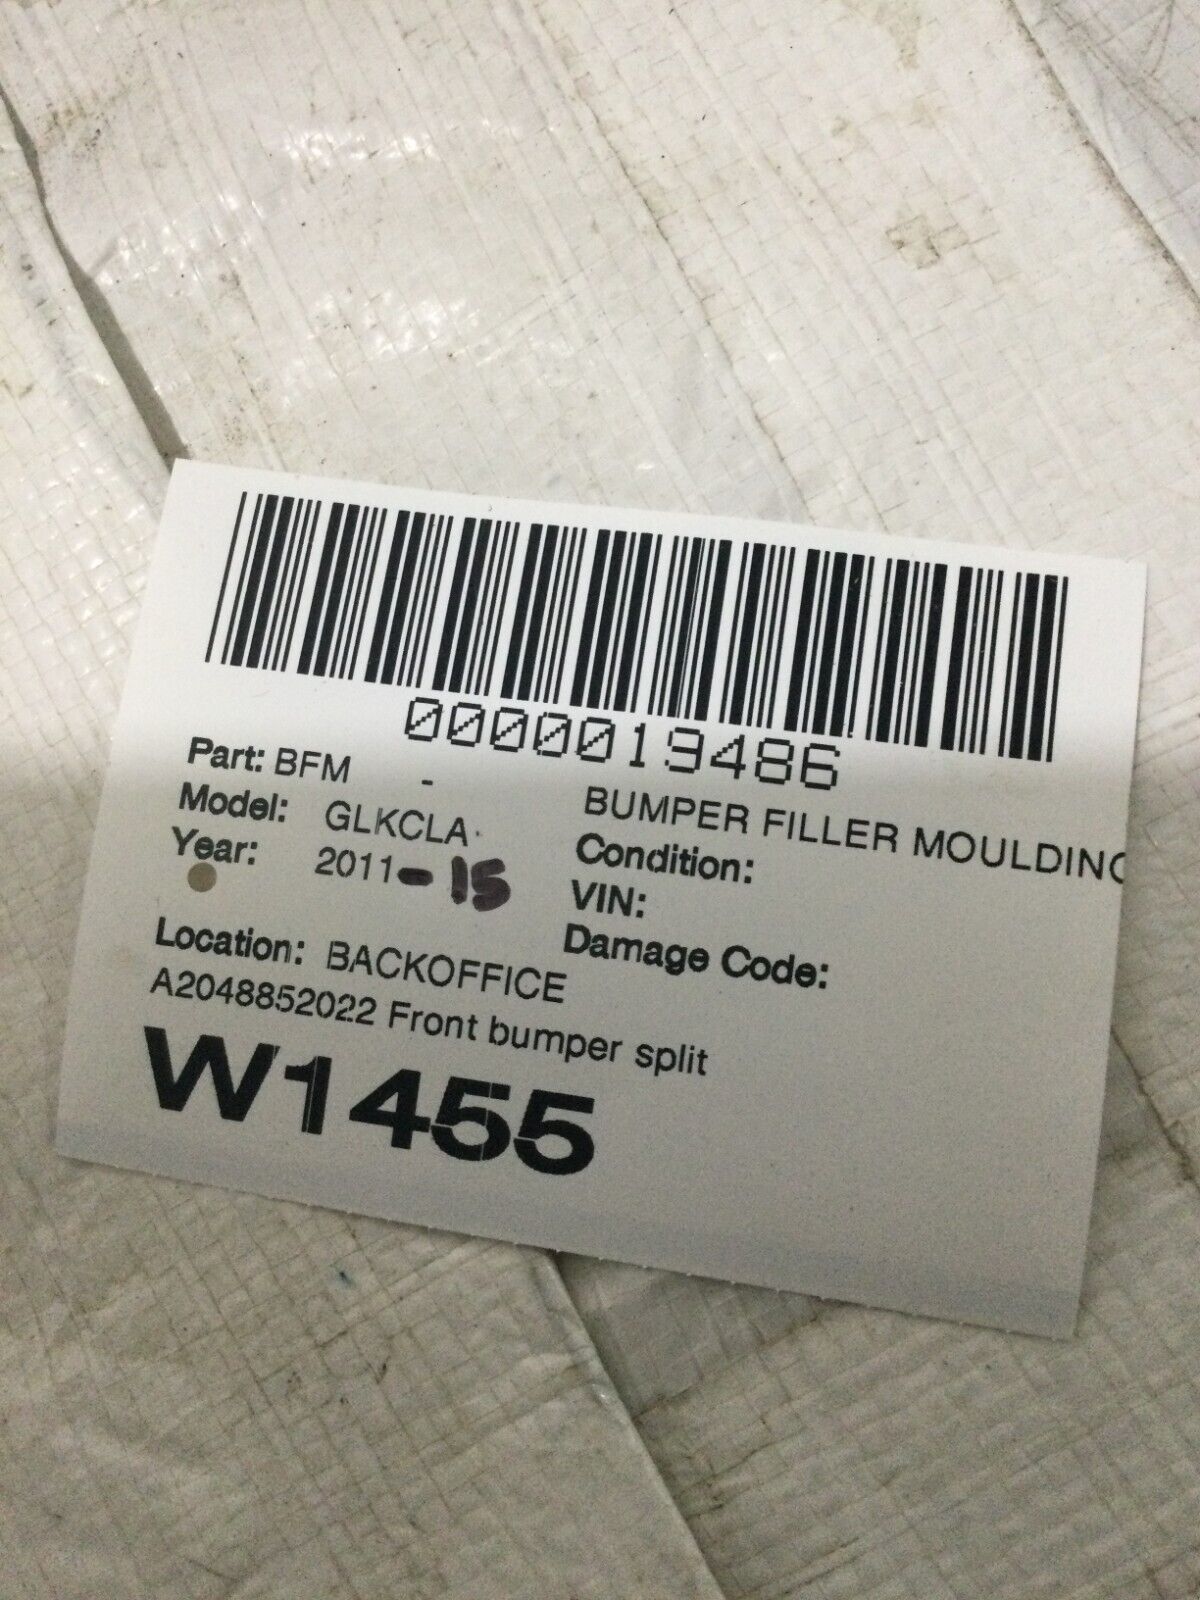 0000019486
Part: BFM - BUMPER FILLER MOULDING
Model: GLKCLA Condition:
Year: 2011-15 VIN:
Damage Code:
Location: BACKOFFICE
A2048852022 Front bumper split
W1455